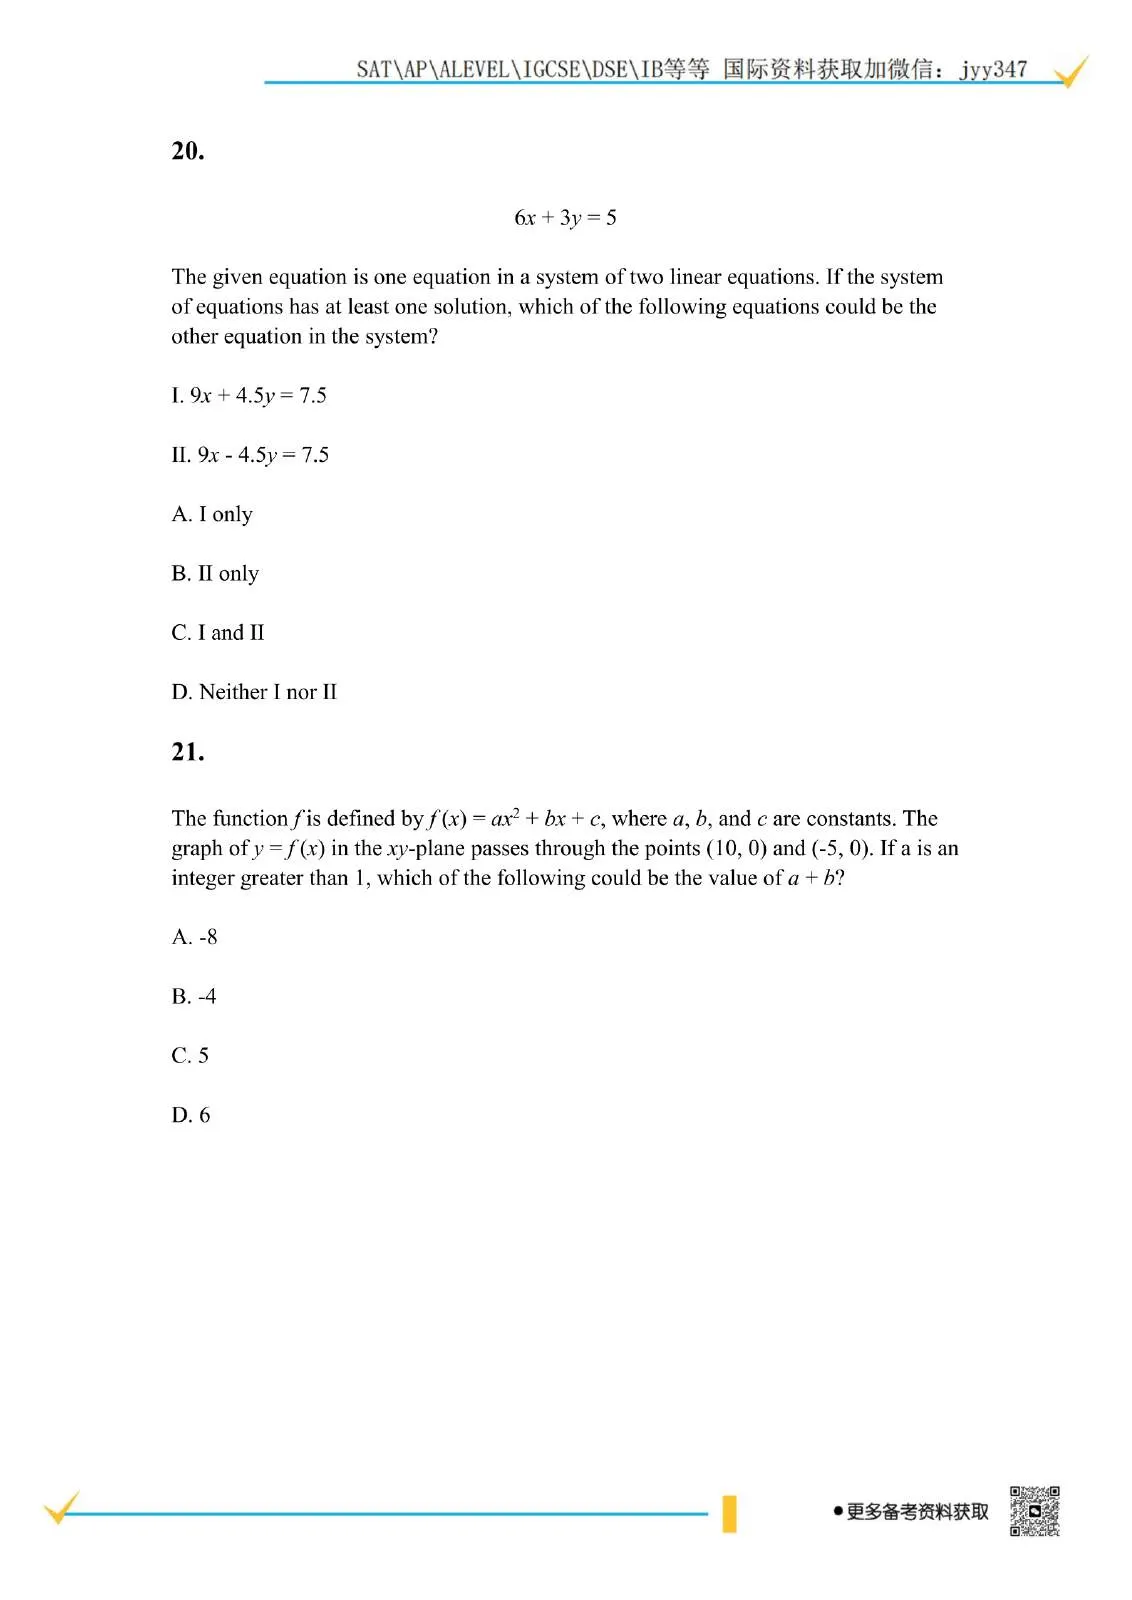 SAT\AP\ALEVEL\IGCSE\DSE\IB等等 国际资料获取加微信：jyy347
20.
6x + 3y = 5
The given equation is one equation in a system of two linear equations. If the system
of equations has at least one solution, which of the following equations could be the
other equation in the system?
I. 9x + 4.5y = 7.5
II. 9x - 4.5y = 7.5
A. I only
B. II only
C. I and II
D. Neither I nor II
21.
The function f is defined by f (x) = ax² + bx + c, where a, b, and c are constants. The
graph of y = f (x) in the xy-plane passes through the points (10, 0) and (-5, 0). If a is an
integer greater than 1, which of the following could be the value of a + b?
A. -8
B. -4
C. 5
D. 6
●更多备考资料获取